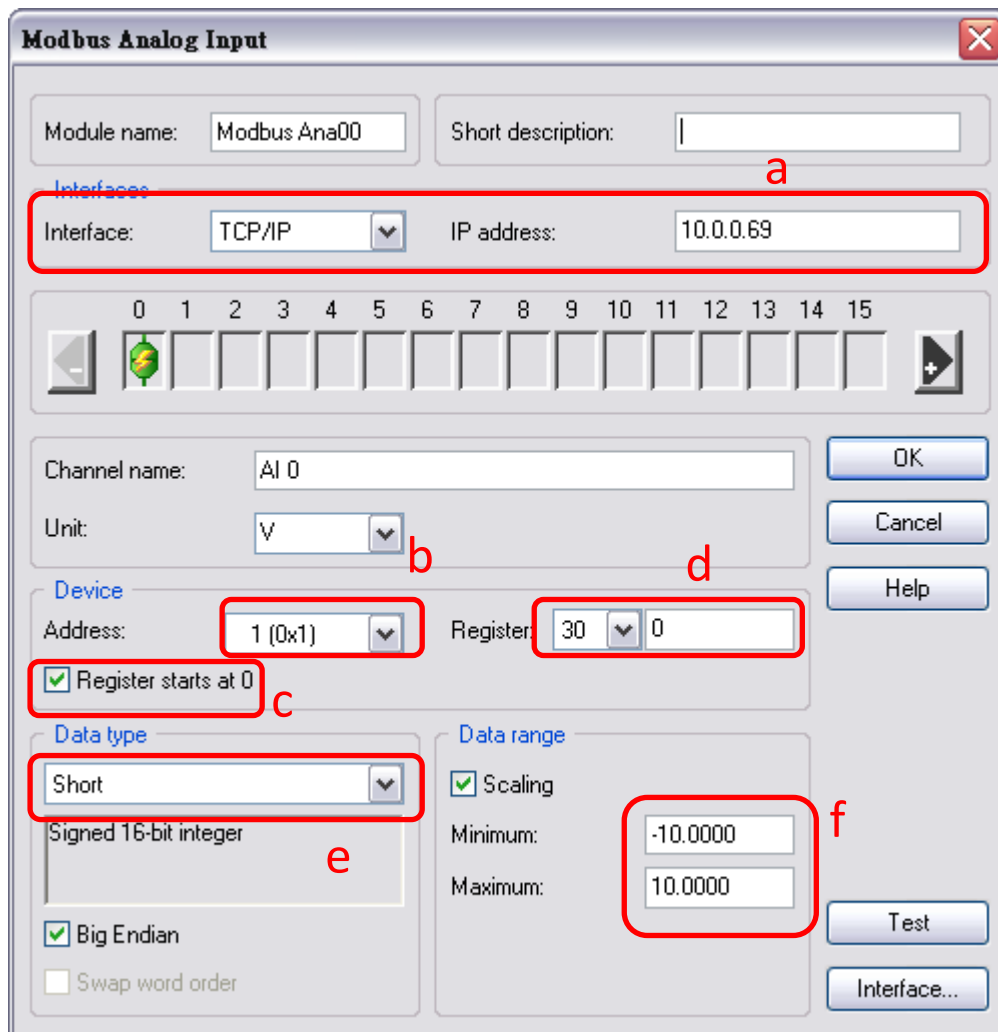 Modbus Analog Input
Module name: Modbus Ana00 Short description:
a
Interfaces
Interface: TCP/IP IP address: 10.0.0.69
0 1 2 3 4 5 6 7 8 9 10 11 12 13 14 15
- +
Channel name: AI 0 OK
Unit: V Cancel
b d
Device Help
Address: 1 (0x1) Register: 30 0
Register starts at 0 c
Data type Data range
Short Scaling
Signed 16-bit integer Minimum: -10.0000 f
e
Maximum: 10.0000
Big Endian Test
Swap word order Interface...